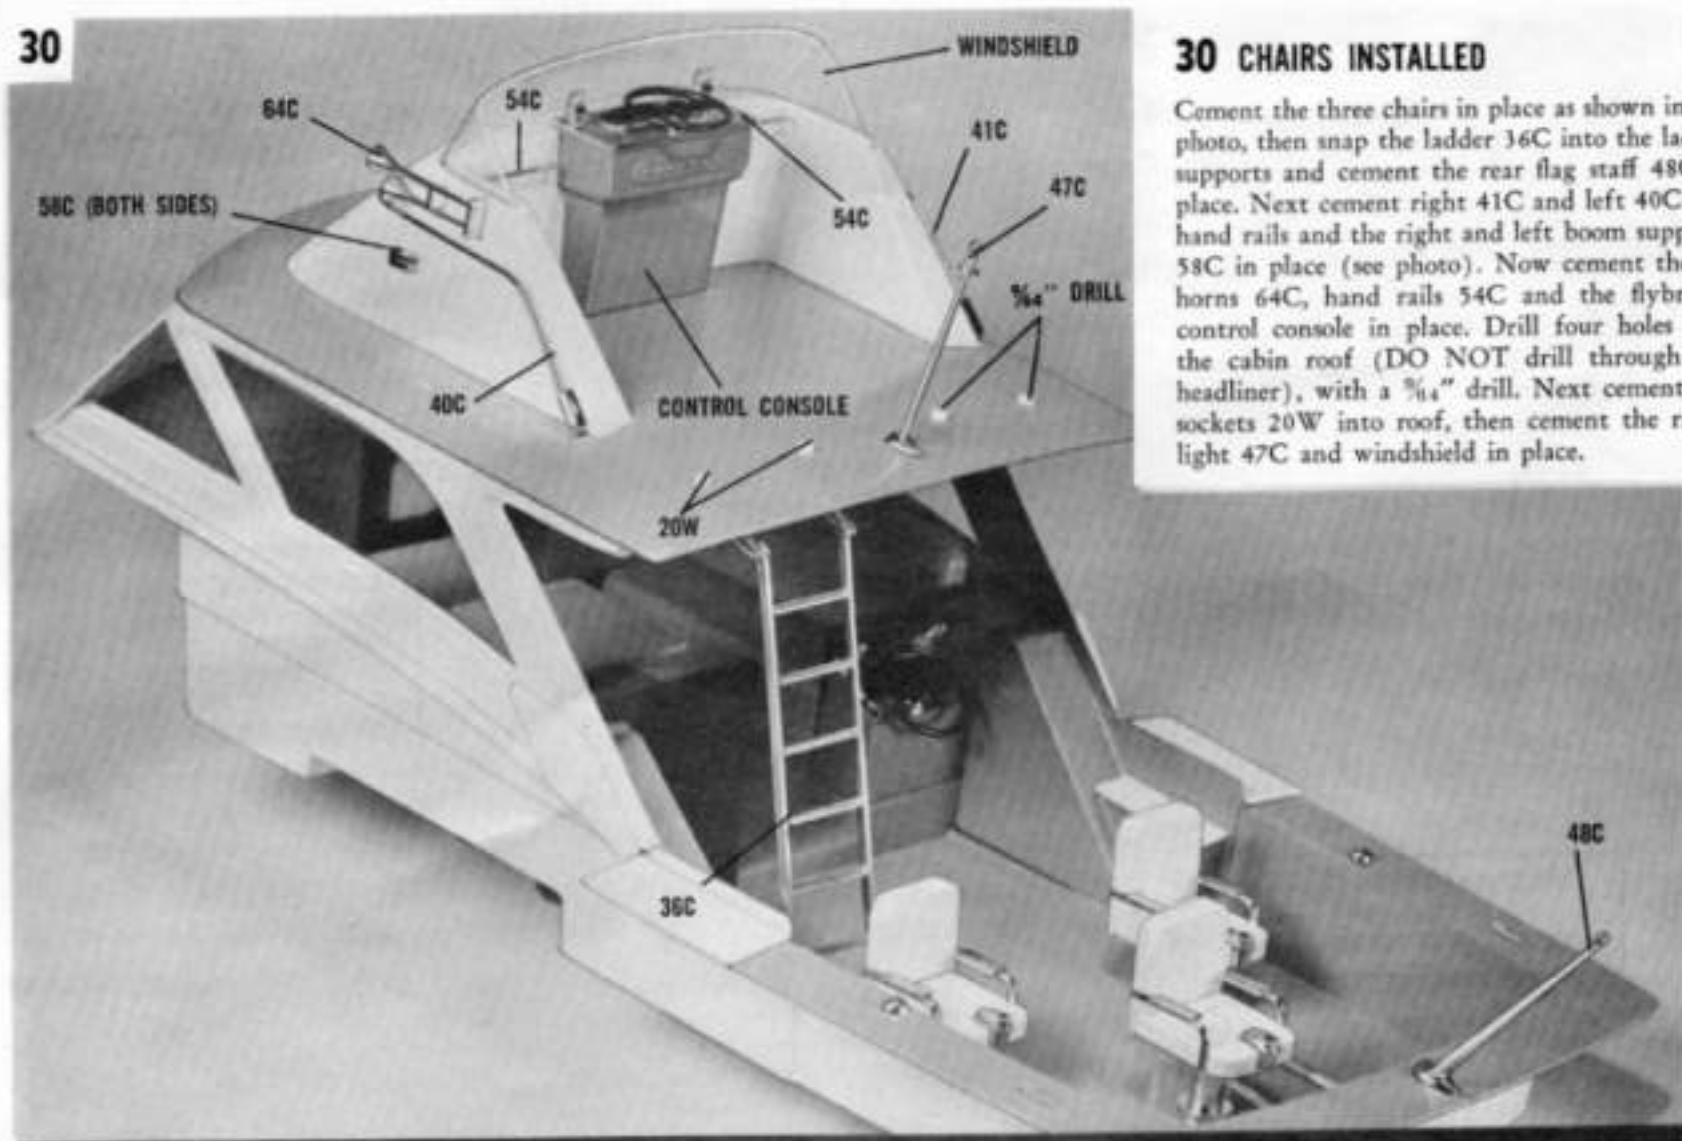 30
WINDSHIELD
64C
54C
41C
47C
58C (BOTH SIDES)
54C
DRILL
40C
CONTROL CONSOLE
20W
36C
48C
30 CHAIRS INSTALLED
Cement the three chairs in place as shown in
photo, then snap the ladder 36C into the la
supports and cement the rear flag staff 48
place. Next cement right 41C and left 40C
hand rails and the right and left boom supp
58C in place (see photo). Now cement th
horns 64C, hand rails 54C and the flybr
control console in place. Drill four holes
the cabin roof (DO NOT drill through
headliner), with a drill. Next cement
sockets 20W into roof, then cement the r
light 47C and windshield in place.